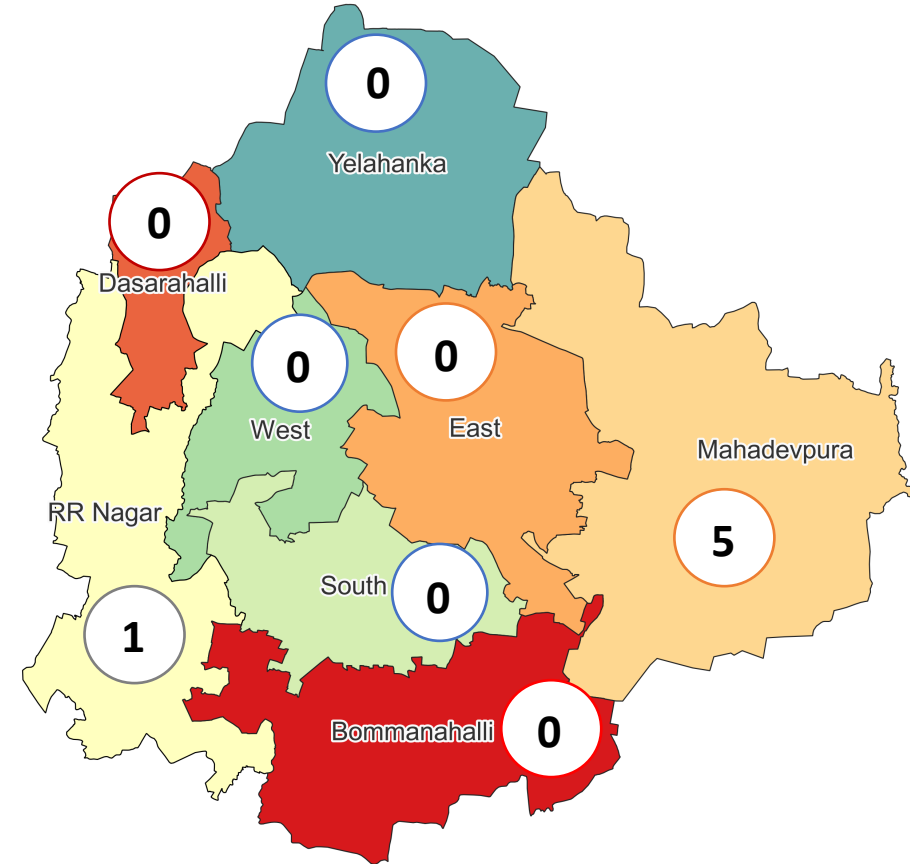 0
Yelahanka
0
Dasarahalli
0
West
0
East
Mahadevpura
5
RR Nagar
1
South
0
Bommanahalli
0